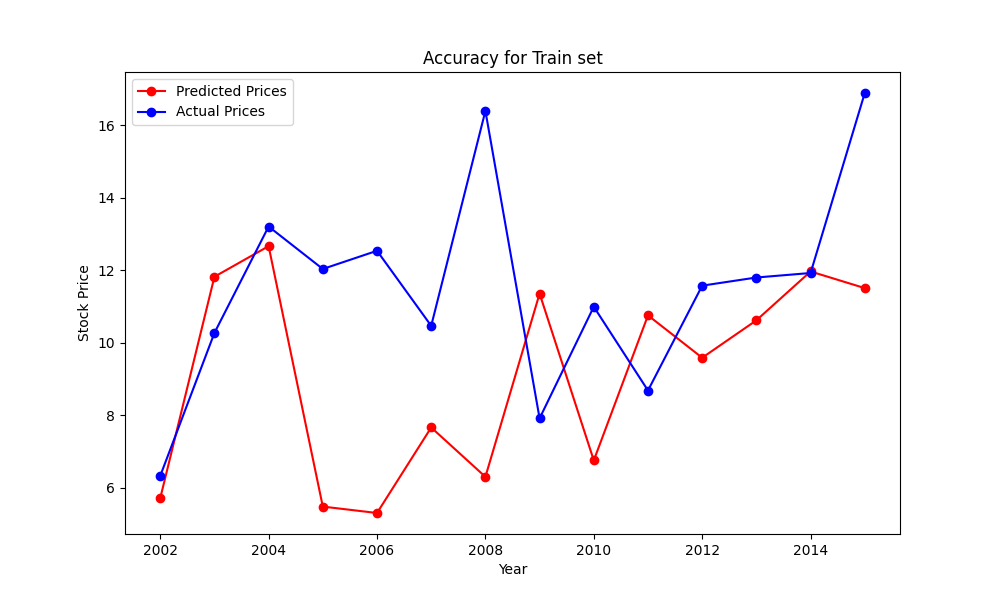 Accuracy for Train set
Predicted Prices
Actual Prices
16
14
12
10
8
6
Stock Price
2002 2004 2006 2008 2010 2012 2014
Year